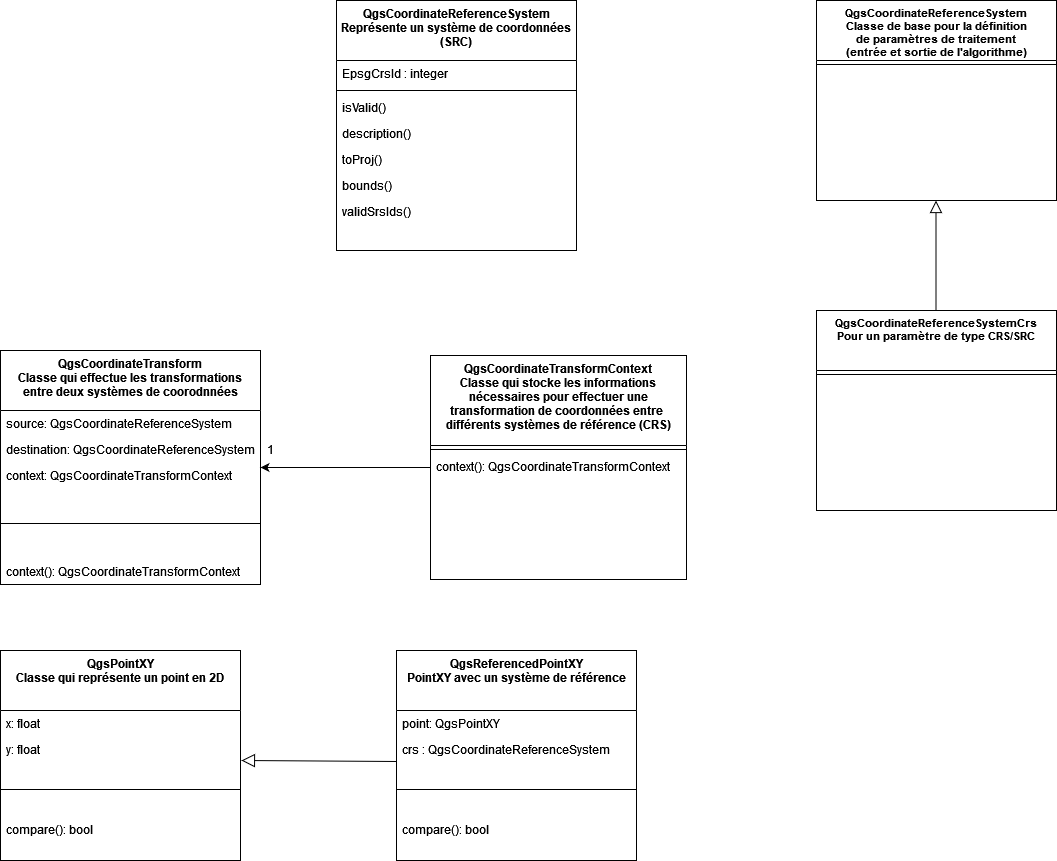 QgsCoordinateReferenceSystem
Représente un système de coordonnées
(SRC)
EpsgCrsId : integer
isValid()
description()
toProj()
bounds()
validSrsIds()
QgsCoordinateReferenceSystem
Classe de base pour la définition
de paramètres de traitement
(entrée et sortie de l'algorithme)
QgsCoordinateReferenceSystemCrs
Pour un paramètre de type CRS/SRC
QgsCoordinateTransform
Classe qui effectue les transformations
entre deux systèmes de coorodnnées
source: QgsCoordinateReferenceSystem
destination: QgsCoordinateReferenceSystem
context: QgsCoordinateTransformContext
context(): QgsCoordinateTransformContext
1
QgsCoordinateTransformContext
Classe qui stocke les informations
nécessaires pour effectuer une
transformation de coordonnées entre
différents systèmes de référence (CRS)
context(): QgsCoordinateTransformContext
QgsPointXY
Classe qui représente un point en 2D
x: float
y: float
compare(): bool
QgsReferencedPointXY
PointXY avec un système de référence
point: QgsPointXY
crs : QgsCoordinateReferenceSystem
compare(): bool